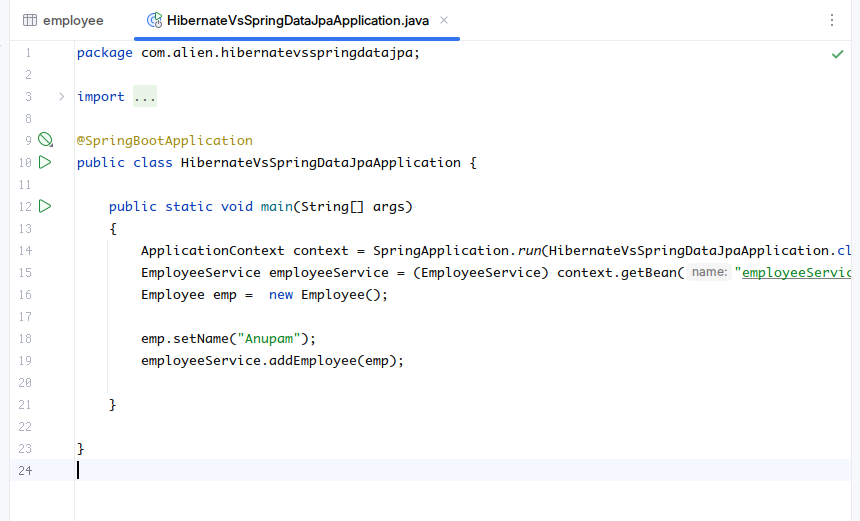 employee HibernateVsSpringDataJpaApplication.java
1 package com.alien.hibernatevsspringdatajpa;
2
3 import ...
8
9 @SpringBootApplication
10 public class HibernateVsSpringDataJpaApplication {
11
12 public static void main(String[] args)
13 {
14 ApplicationContext context = SpringApplication.run(HibernateVsSpringDataJpaApplication.cl
15 EmployeeService employeeService = (EmployeeService) context.getBean( name: "employeeServic
16 Employee emp =  new Employee();
17
18 emp.setName("Anupam");
19 employeeService.addEmployee(emp);
20
21 }
22
23 }
24